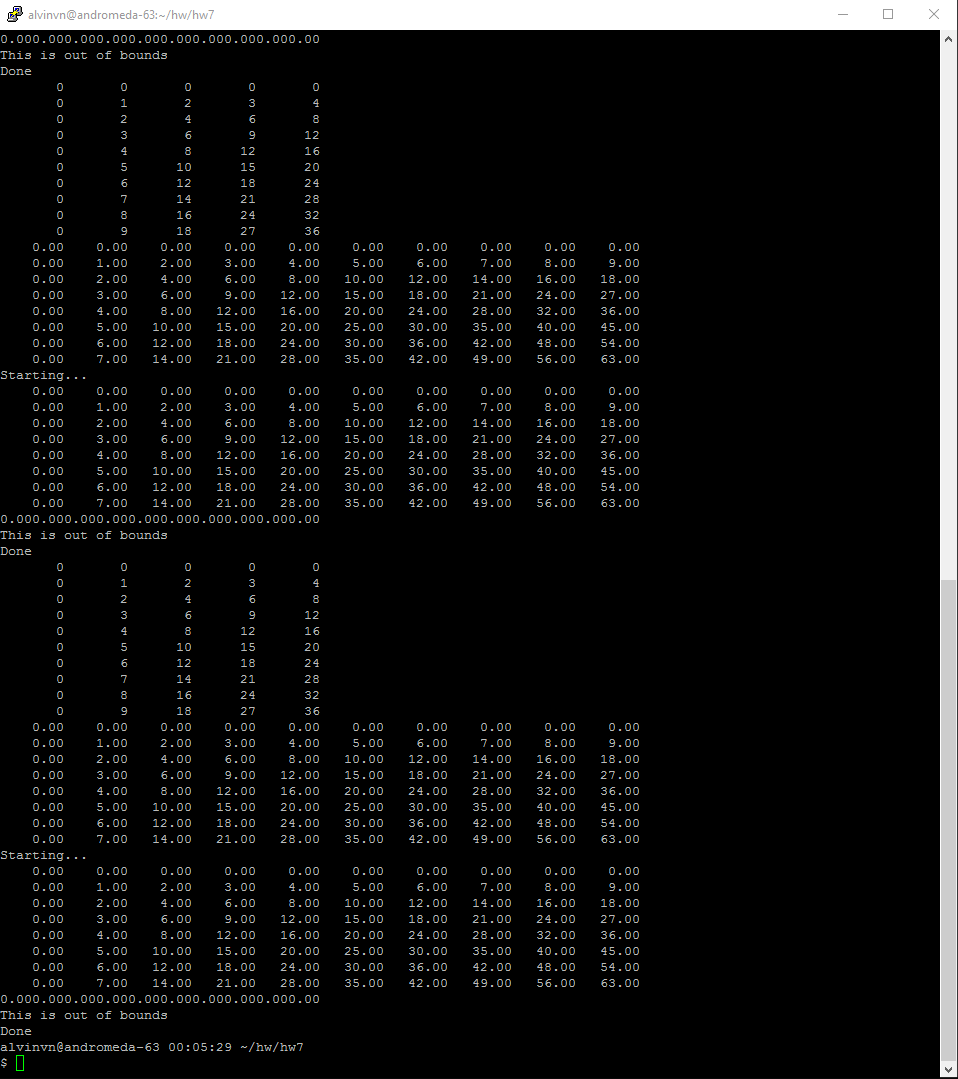 alvinvn@andromeda-63:~/hw/hw7
0.000.000.000.000.000.000.000.000.000.00
This is out of bounds
Done
0 0 0 0 0
0 1 2 3 4
0 2 4 6 8
0 3 6 9 12
0 4 8 12 16
0 5 10 15 20
0 6 12 18 24
0 7 14 21 28
0 8 16 24 32
0 9 18 27 36
0.00 0.00 0.00 0.00 0.00 0.00 0.00 0.00 0.00 0.00
0.00 1.00 2.00 3.00 4.00 5.00 6.00 7.00 8.00 9.00
0.00 2.00 4.00 6.00 8.00 10.00 12.00 14.00 16.00 18.00
0.00 3.00 6.00 9.00 12.00 15.00 18.00 21.00 24.00 27.00
0.00 4.00 8.00 12.00 16.00 20.00 24.00 28.00 32.00 36.00
0.00 5.00 10.00 15.00 20.00 25.00 30.00 35.00 40.00 45.00
0.00 6.00 12.00 18.00 24.00 30.00 36.00 42.00 48.00 54.00
0.00 7.00 14.00 21.00 28.00 35.00 42.00 49.00 56.00 63.00
Starting...
0.00 0.00 0.00 0.00 0.00 0.00 0.00 0.00 0.00 0.00
0.00 1.00 2.00 3.00 4.00 5.00 6.00 7.00 8.00 9.00
0.00 2.00 4.00 6.00 8.00 10.00 12.00 14.00 16.00 18.00
0.00 3.00 6.00 9.00 12.00 15.00 18.00 21.00 24.00 27.00
0.00 4.00 8.00 12.00 16.00 20.00 24.00 28.00 32.00 36.00
0.00 5.00 10.00 15.00 20.00 25.00 30.00 35.00 40.00 45.00
0.00 6.00 12.00 18.00 24.00 30.00 36.00 42.00 48.00 54.00
0.00 7.00 14.00 21.00 28.00 35.00 42.00 49.00 56.00 63.00
0.000.000.000.000.000.000.000.000.000.00
This is out of bounds
Done
0 0 0 0 0
0 1 2 3 4
0 2 4 6 8
0 3 6 9 12
0 4 8 12 16
0 5 10 15 20
0 6 12 18 24
0 7 14 21 28
0 8 16 24 32
0 9 18 27 36
0.00 0.00 0.00 0.00 0.00 0.00 0.00 0.00 0.00 0.00
0.00 1.00 2.00 3.00 4.00 5.00 6.00 7.00 8.00 9.00
0.00 2.00 4.00 6.00 8.00 10.00 12.00 14.00 16.00 18.00
0.00 3.00 6.00 9.00 12.00 15.00 18.00 21.00 24.00 27.00
0.00 4.00 8.00 12.00 16.00 20.00 24.00 28.00 32.00 36.00
0.00 5.00 10.00 15.00 20.00 25.00 30.00 35.00 40.00 45.00
0.00 6.00 12.00 18.00 24.00 30.00 36.00 42.00 48.00 54.00
0.00 7.00 14.00 21.00 28.00 35.00 42.00 49.00 56.00 63.00
Starting...
0.00 0.00 0.00 0.00 0.00 0.00 0.00 0.00 0.00 0.00
0.00 1.00 2.00 3.00 4.00 5.00 6.00 7.00 8.00 9.00
0.00 2.00 4.00 6.00 8.00 10.00 12.00 14.00 16.00 18.00
0.00 3.00 6.00 9.00 12.00 15.00 18.00 21.00 24.00 27.00
0.00 4.00 8.00 12.00 16.00 20.00 24.00 28.00 32.00 36.00
0.00 5.00 10.00 15.00 20.00 25.00 30.00 35.00 40.00 45.00
0.00 6.00 12.00 18.00 24.00 30.00 36.00 42.00 48.00 54.00
0.00 7.00 14.00 21.00 28.00 35.00 42.00 49.00 56.00 63.00
0.000.000.000.000.000.000.000.000.000.00
This is out of bounds
Done
alvinvn@andromeda-63 00:05:29 ~/hw/hw7
$